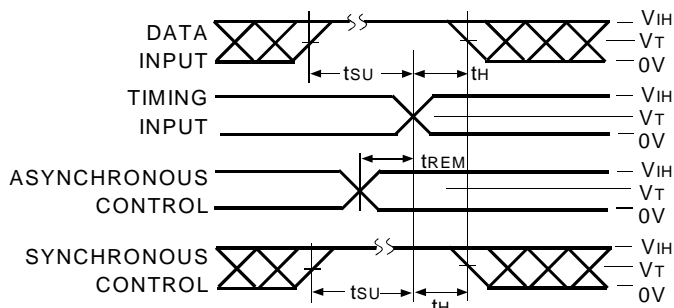 DATA
INPUT
tSU
tH
VIH
VT
0V
TIMING
INPUT
VIH
VT
0V
tREM
ASYNCHRONOUS
CONTROL
VIH
VT
0V
SYNCHRONOUS
CONTROL
tSU
tH
VIH
VT
0V